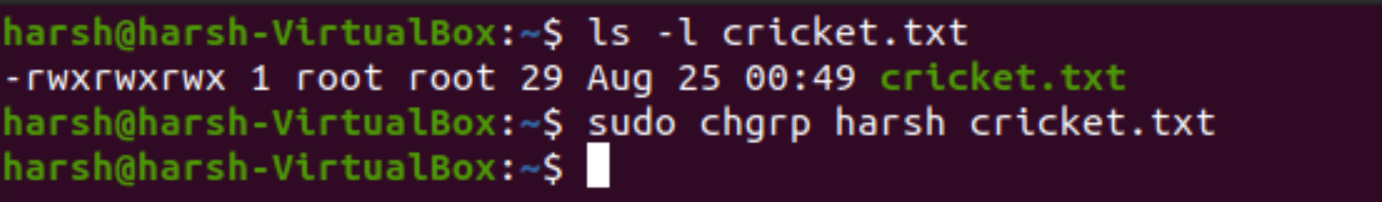 harsh@harsh-VirtualBox:~$ ls -l cricket.txt
-rwxrwxrwx 1 root root 29 Aug 25 00:49 cricket.txt
harsh@harsh-VirtualBox:~$ sudo chgrp harsh cricket.txt
harsh@harsh-VirtualBox:~$